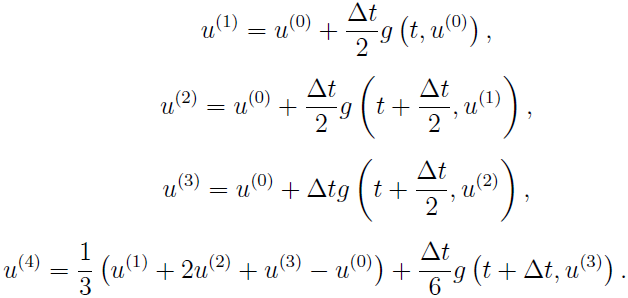 u^{(1)} = u^{(0)} + \frac{\Delta t}{2} g \left( t, u^{(0)} \right),
u^{(2)} = u^{(0)} + \frac{\Delta t}{2} g \left( t + \frac{\Delta t}{2}, u^{(1)} \right),
u^{(3)} = u^{(0)} + \Delta t g \left( t + \frac{\Delta t}{2}, u^{(2)} \right),
u^{(4)} = \frac{1}{3} \left( u^{(1)} + 2u^{(2)} + u^{(3)} - u^{(0)} \right) + \frac{\Delta t}{6} g \left( t + \Delta t, u^{(3)} \right).